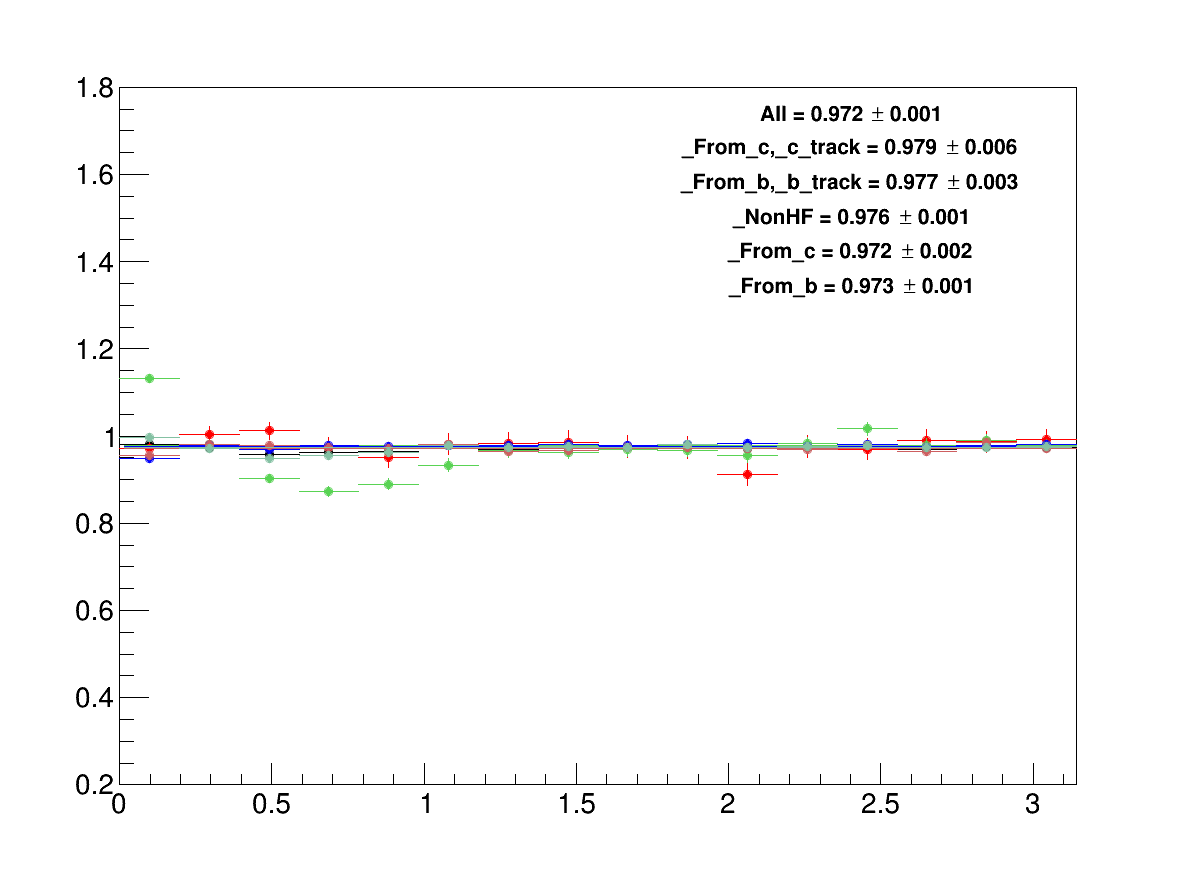 1.8
All = 0.972 ± 0.001
_From_c,_c_track = 0.979 ± 0.006
1.6
_From_b,_b_track = 0.977 ± 0.003
_NonHF = 0.976 ± 0.001
1.4
_From_c = 0.972 ± 0.002
_From_b = 0.973 ± 0.001
1.2
1
0.8
0.6
0.4
0.2
0 0.5 1 1.5 2 2.5 3